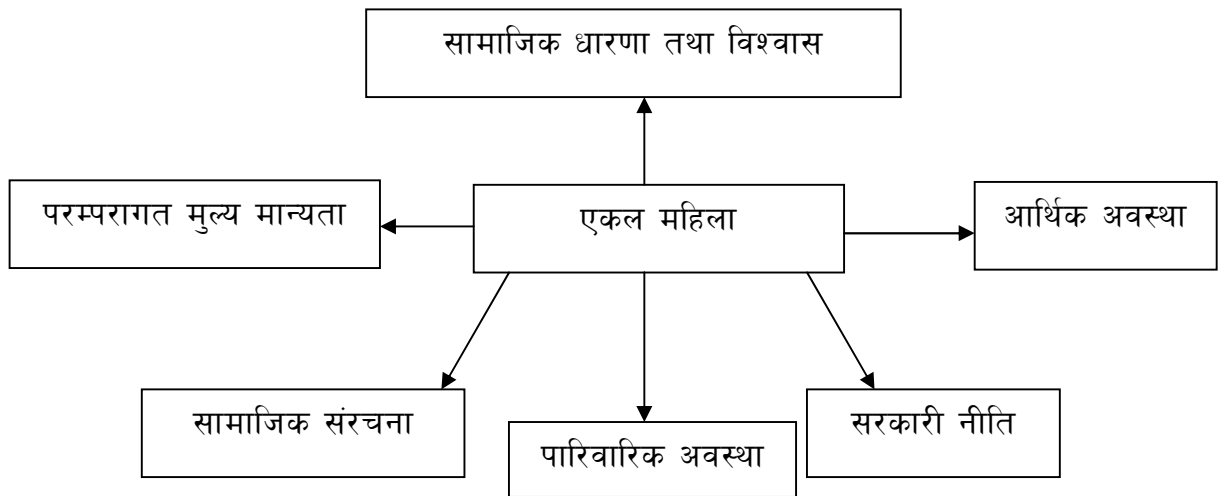 सामाजिक धारणा तथा विश्वास
परम्परागत मुल्य मान्यता
एकल महिला
आर्थिक अवस्था
सामाजिक संरचना
पारिवारिक अवस्था
सरकारी नीति